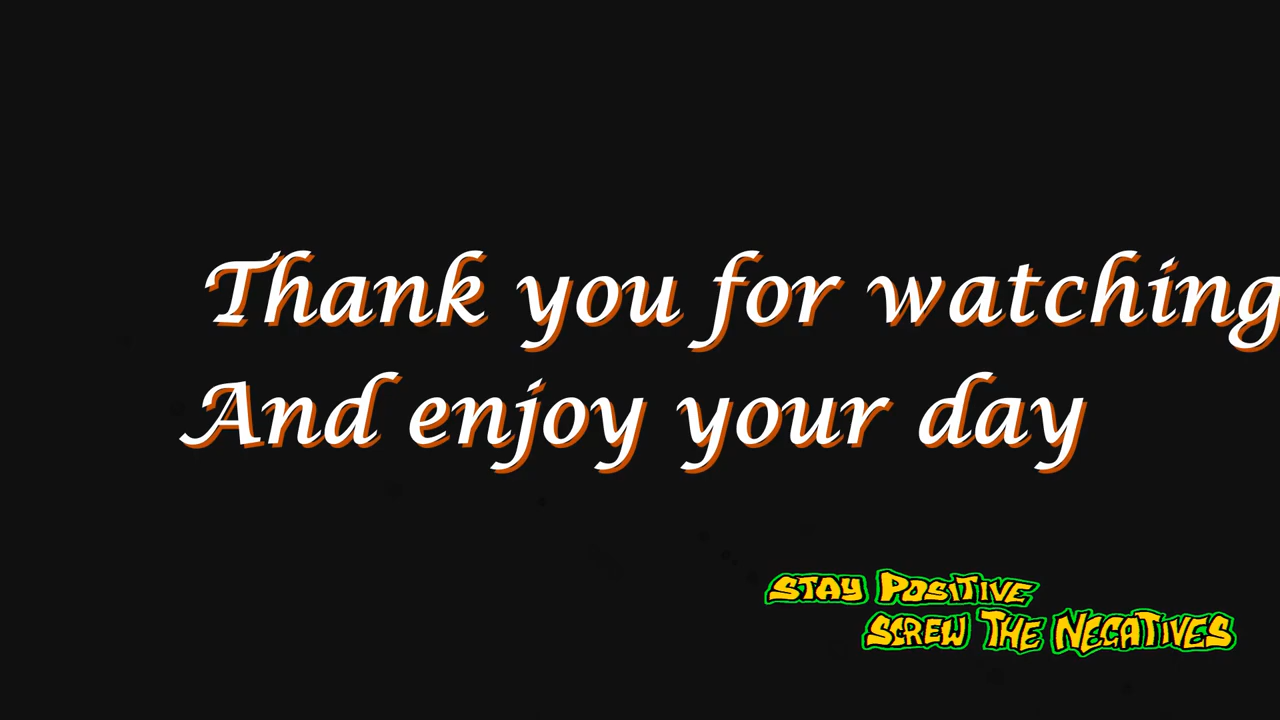 Thank you for watching
And enjoy your day
STAY POSITIVE
SCREW THE NEGATIVES